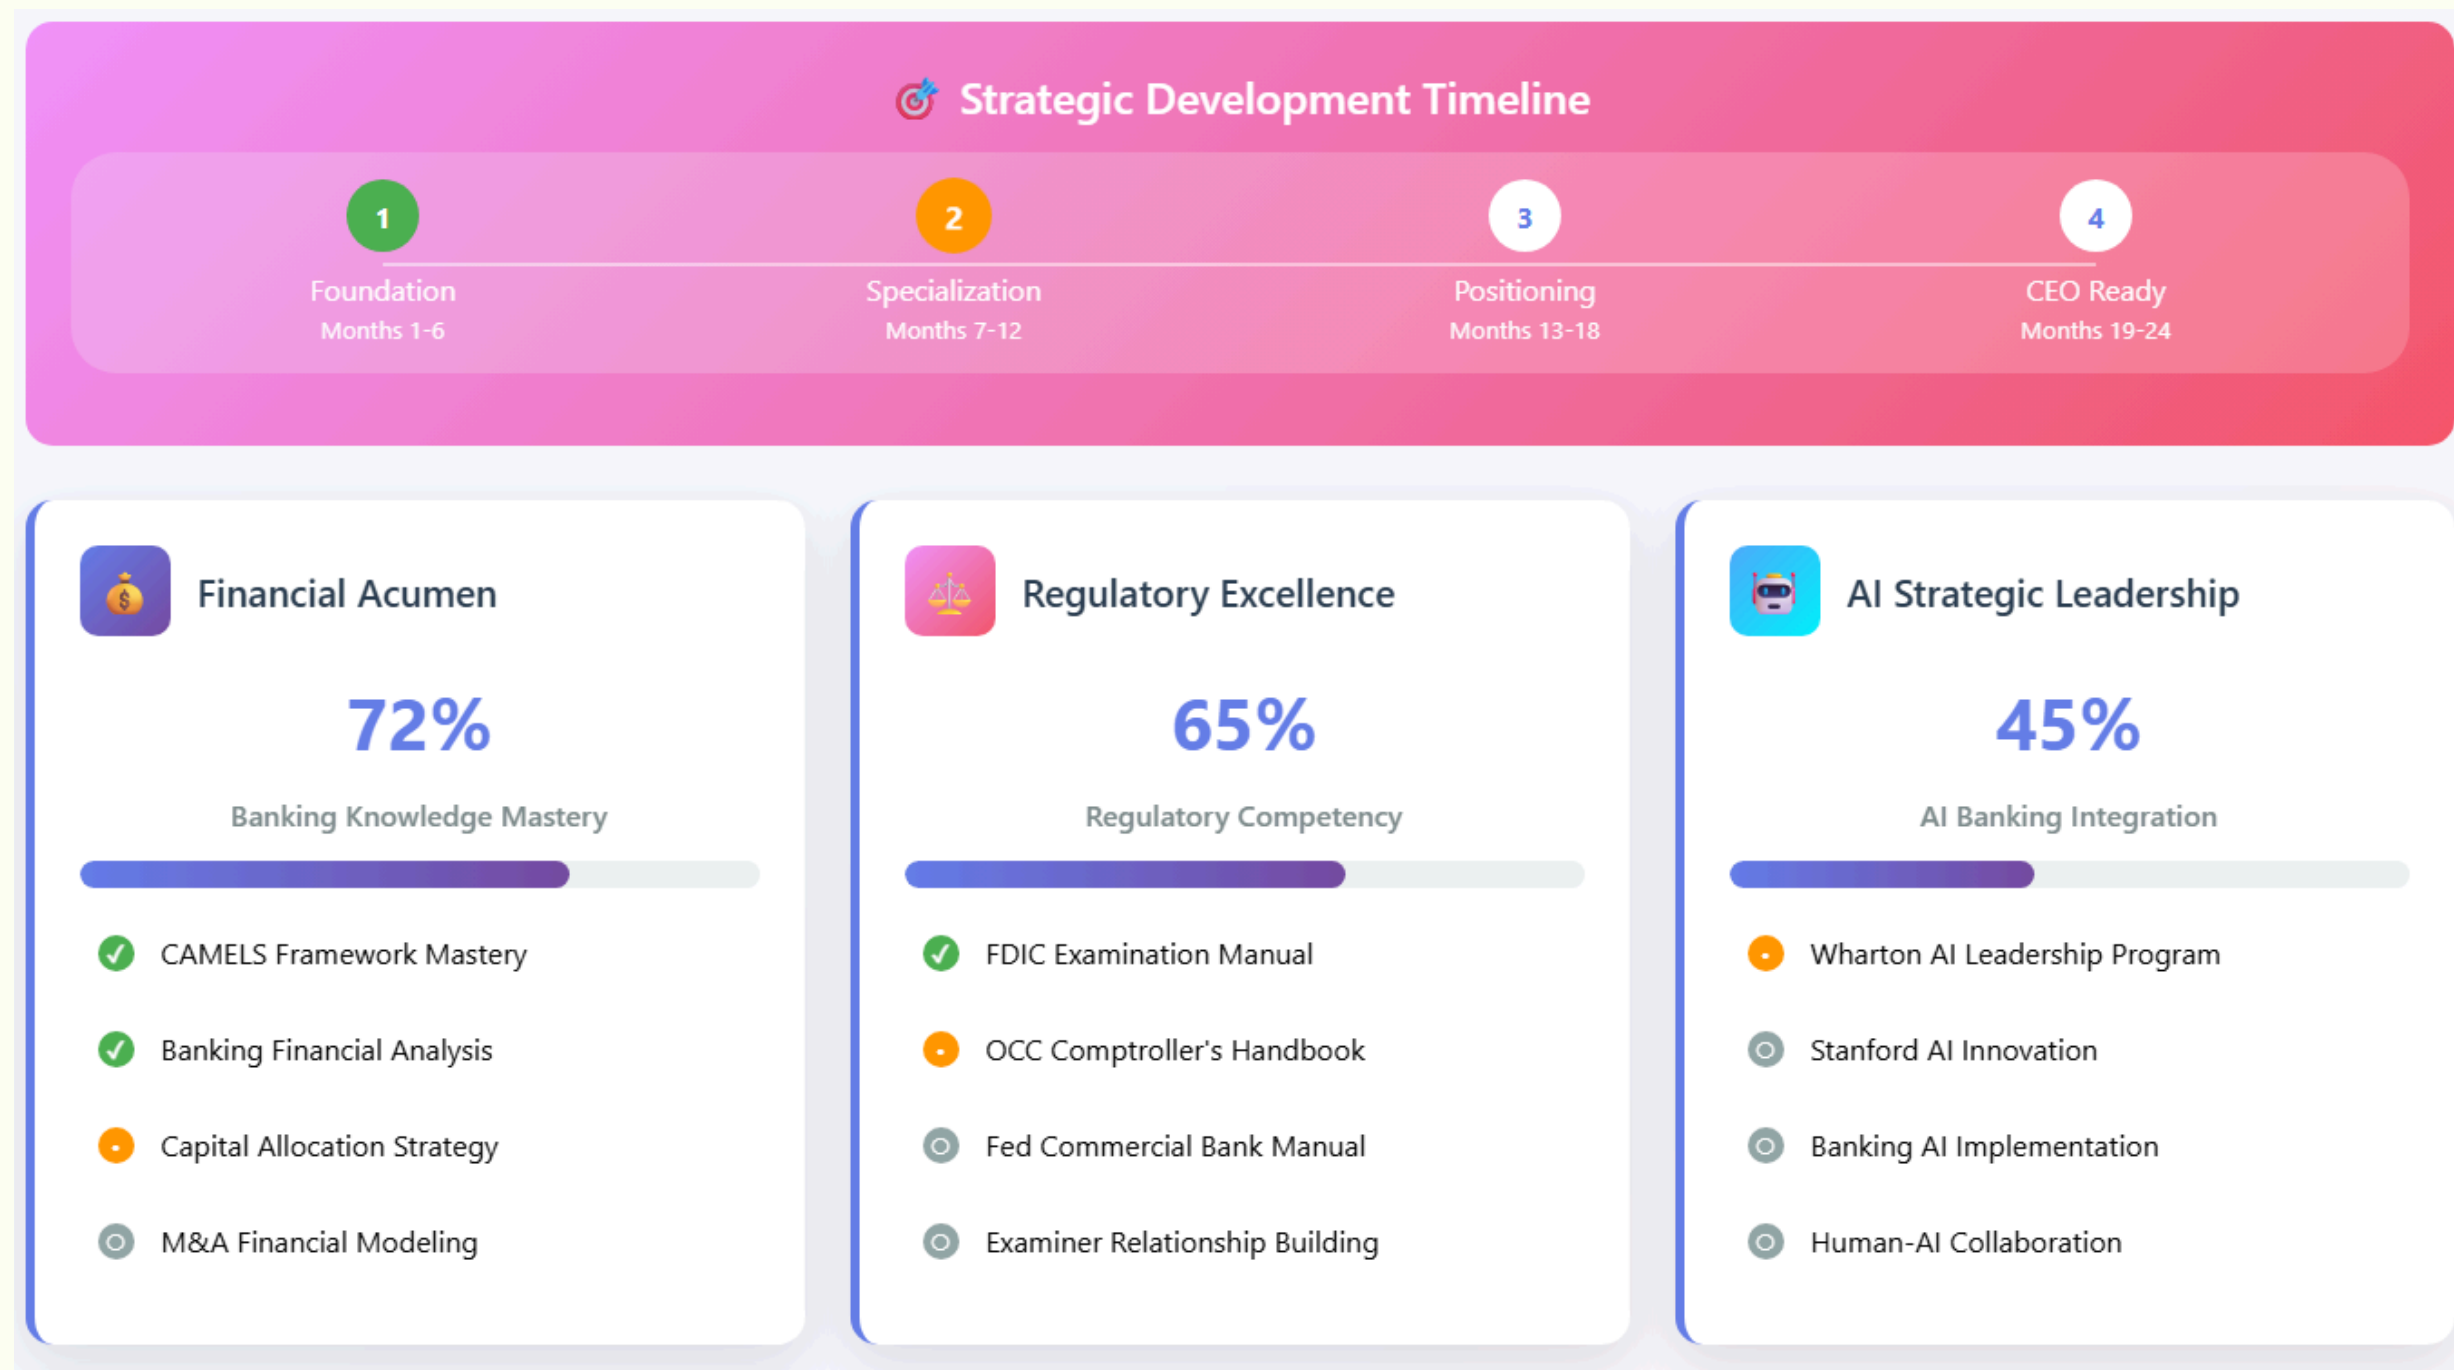 Strategic Development Timeline
1
2
3
4
Foundation
Specialization
Positioning
CEO Ready
Months 1-6
Months 7-12
Months 13-18
Months 19-24
Financial Acumen
72%
Banking Knowledge Mastery
CAMELS Framework Mastery
Banking Financial Analysis
Capital Allocation Strategy
M&A Financial Modeling
Regulatory Excellence
65%
Regulatory Competency
FDIC Examination Manual
OCC Comptroller's Handbook
Fed Commercial Bank Manual
Examiner Relationship Building
AI Strategic Leadership
45%
AI Banking Integration
Wharton AI Leadership Program
Stanford AI Innovation
Banking AI Implementation
Human-AI Collaboration